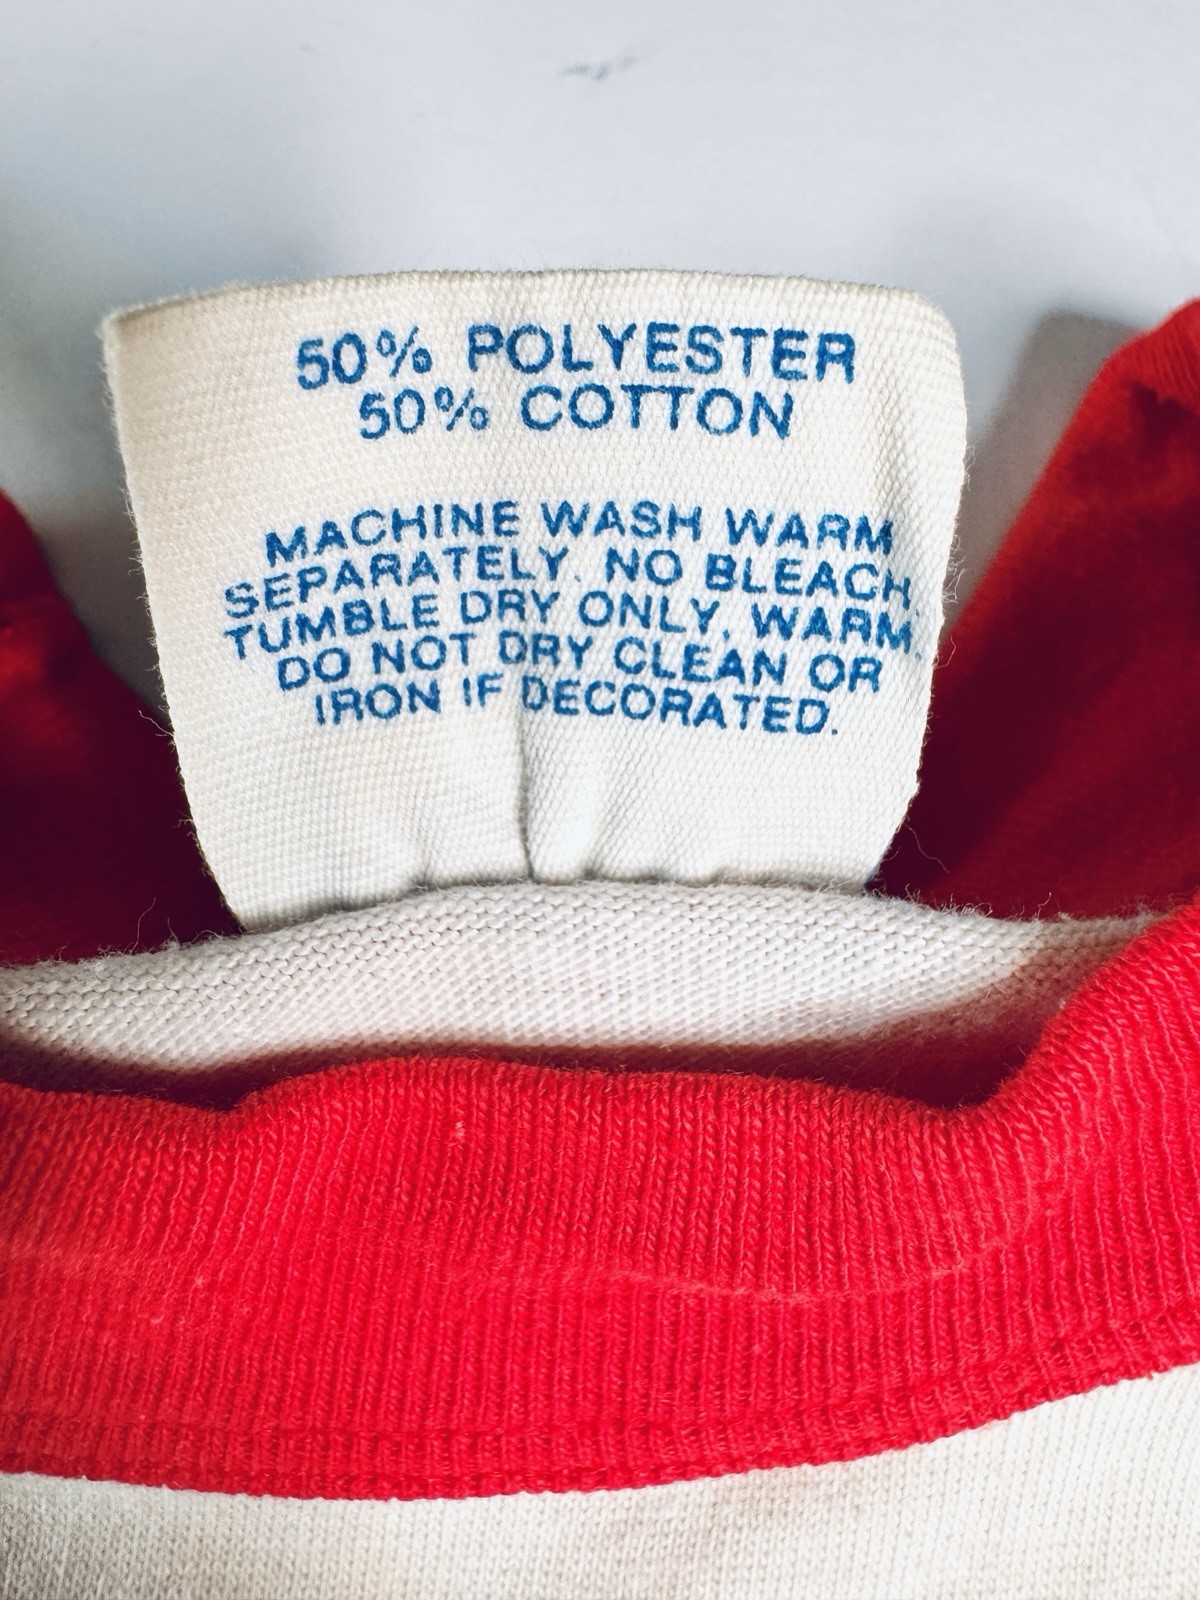 50% POLYESTER
50% COTTON
MACHINE WASH WARM
SEPARATELY. NO BLEACH.
TUMBLE DRY ONLY, WARM.
DO NOT DRY CLEAN OR
IRON IF DECORATED.